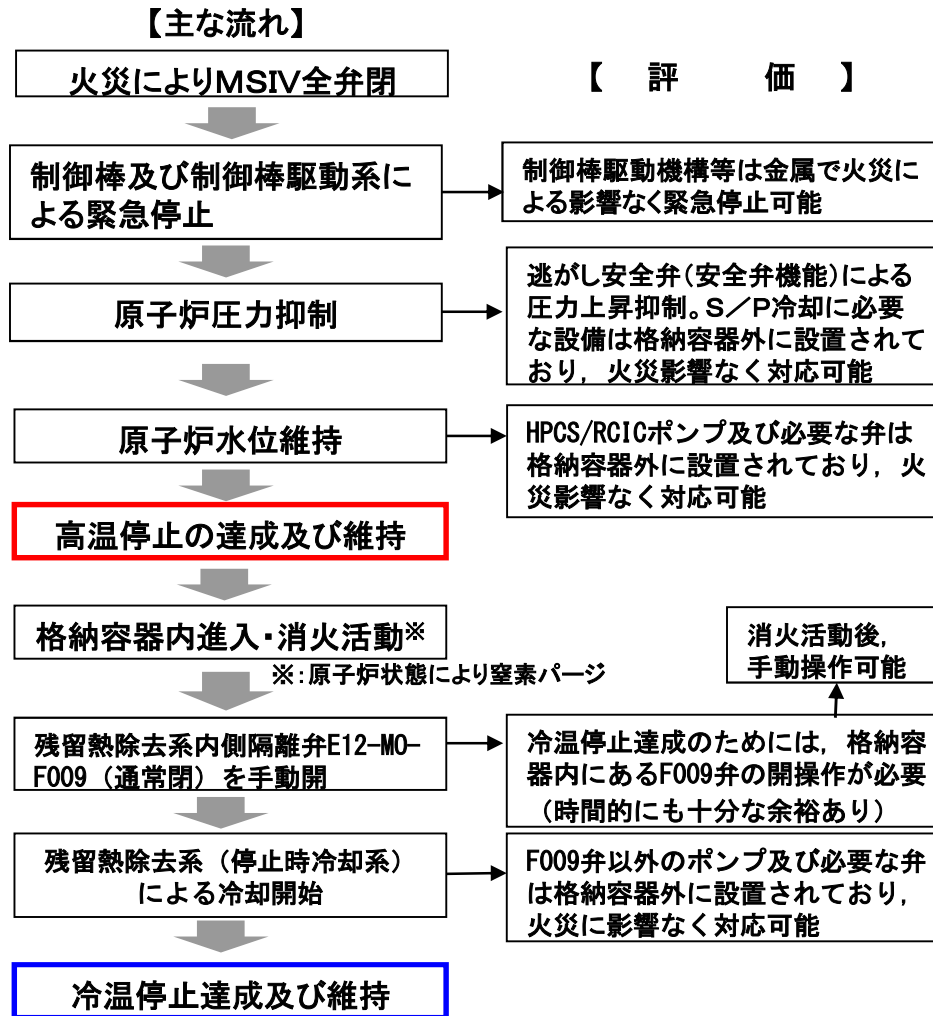 【主な流れ】
火災によりMSIV全弁閉
【　評　　価　】
制御棒及び制御棒駆動系に
よる緊急停止
制御棒駆動機構等は金属で火災に
よる影響なく緊急停止可能
原子炉圧力抑制
逃がし安全弁(安全弁機能)による
圧力上昇抑制。S／P冷却に必要
な設備は格納容器外に設置されて
おり，火災影響なく対応可能
原子炉水位維持
HPCS/RCICポンプ及び必要な弁は
格納容器外に設置されており，火
災影響なく対応可能
高温停止の達成及び維持
格納容器内進入・消火活動※
※：原子炉状態により窒素パージ
消火活動後，
手動操作可能
残留熱除去系内側隔離弁E12-MO-
F009（通常閉）を手動開
冷温停止達成のためには，格納容
器内にあるF009弁の開操作が必要
（時間的にも十分な余裕あり）
残留熱除去系（停止時冷却系）
による冷却開始
F009弁以外のポンプ及び必要な弁
は格納容器外に設置されており，
火災に影響なく対応可能
冷温停止達成及び維持